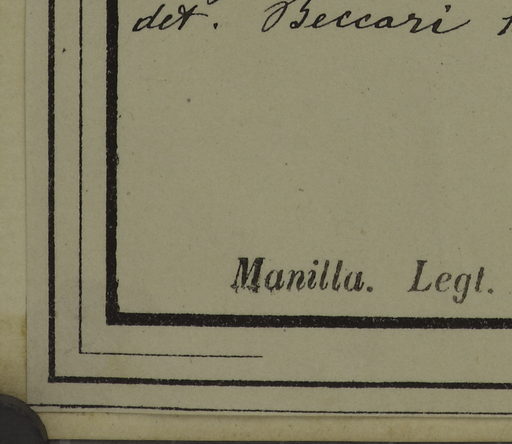 det. Beccari
Manilla. Legt.